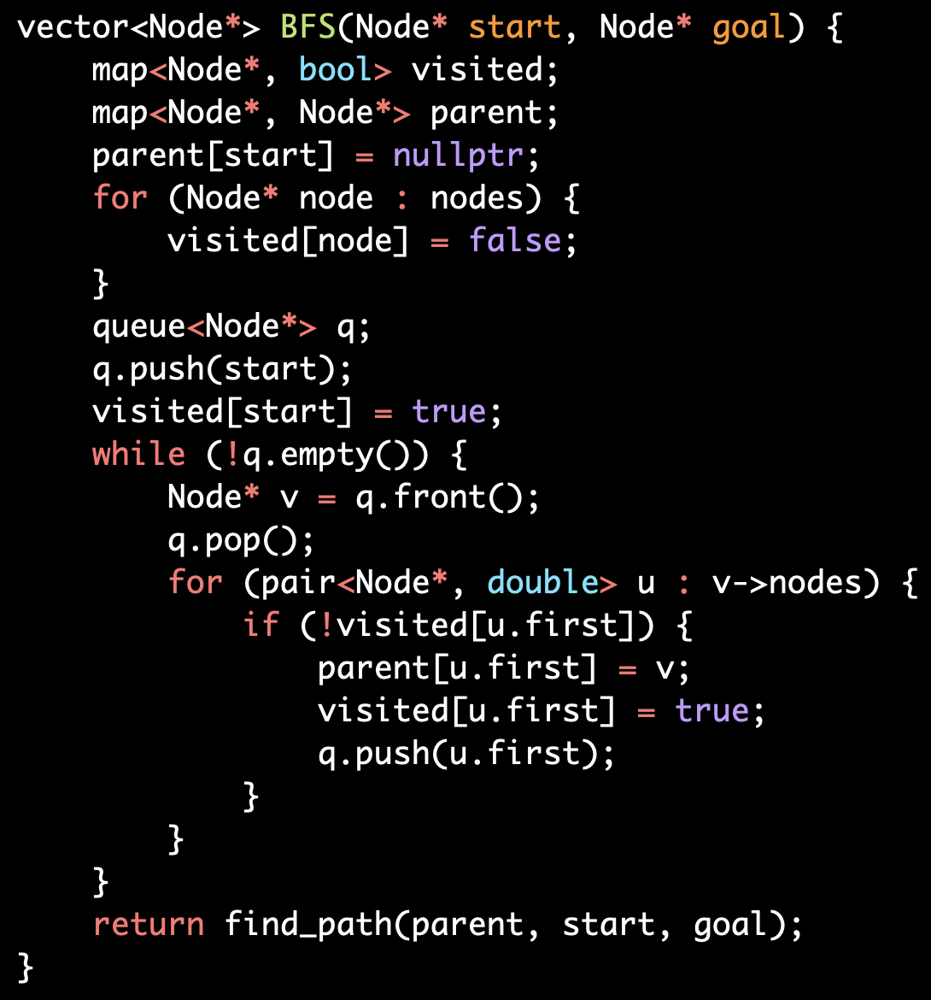 vector<Node*> BFS(Node* start, Node* goal) {
    map<Node*, bool> visited;
    map<Node*, Node*> parent;
    parent[start] = nullptr;
    for (Node* node : nodes) {
        visited[node] = false;
    }
    queue<Node*> q;
    q.push(start);
    visited[start] = true;
    while (!q.empty()) {
        Node* v = q.front();
        q.pop();
        for (pair<Node*, double> u : v->nodes) {
            if (!visited[u.first]) {
                parent[u.first] = v;
                visited[u.first] = true;
                q.push(u.first);
            }
        }
    }
    return find_path(parent, start, goal);
}